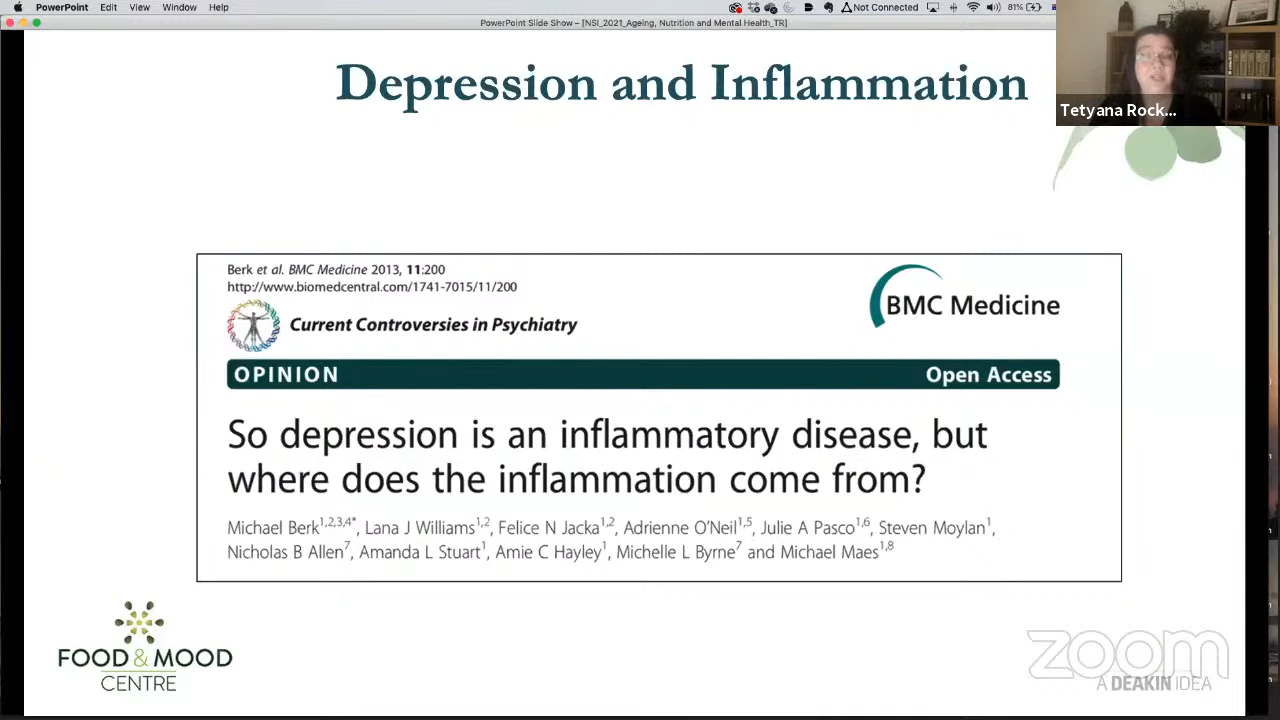 PowerPoint Edit View Window Help
Not Connected
81%
PowerPoint Slide Show - [NSI_2021_Ageing, Nutrition and Mental Health_TR]
Tetyana Rock...
Depression and Inflammation
Berk et al. BMC Medicine 2013, 11:200
http://www.biomedcentral.com/1741-7015/11/200
Current Controversies in Psychiatry
BMC Medicine
OPINION
Open Access
So depression is an inflammatory disease, but
where does the inflammation come from?
Michael Berk1,2,3,4*, Lana J Williams1,2, Felice N Jacka1,2, Adrienne O'Neil1,5, Julie A Pasco1,6, Steven Moylan1,
Nicholas B Allen7, Amanda L Stuart1, Amie C Hayley1, Michelle L Byrne7 and Michael Maes1,8
FOOD & MOOD
CENTRE
zoom
A DEAKIN IDEA